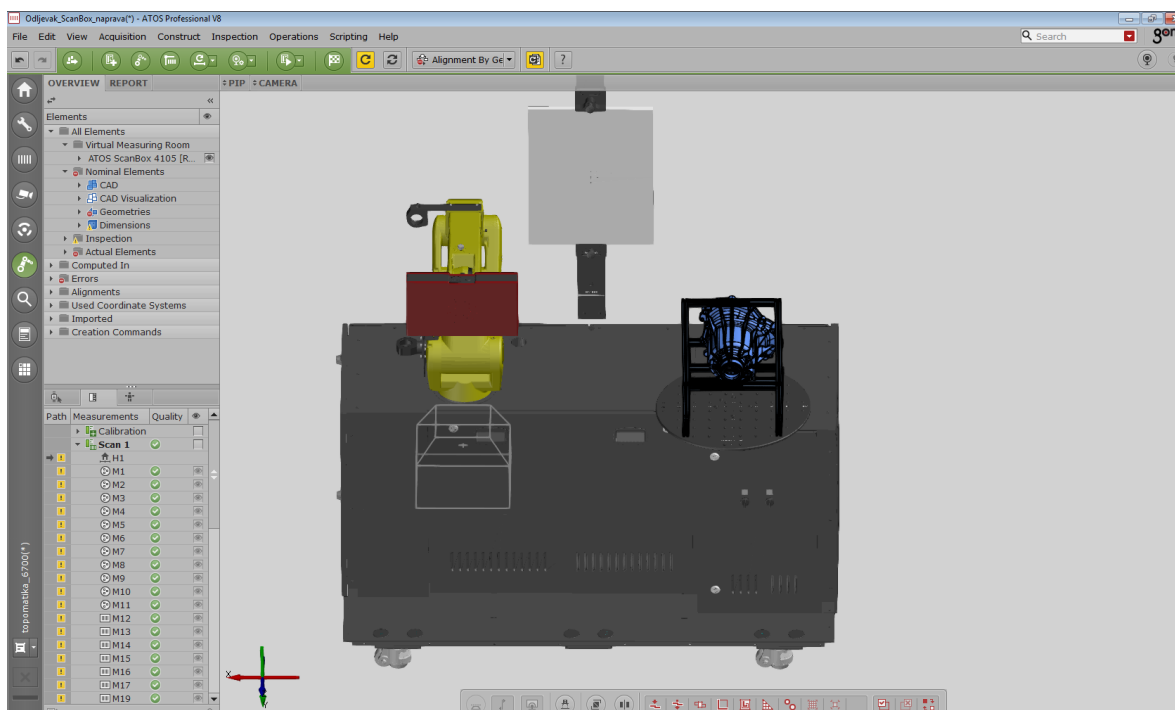 Odljevak_ScanBox_naprava(*) - ATOS Professional V8
File Edit View Acquisition Construct Inspection Operations Scripting Help
Search
Alignment By Ge
?
OVERVIEW REPORT
PIP CAMERA
Elements
All Elements
Virtual Measuring Room
ATOS ScanBox 4105 [R...
Nominal Elements
CAD
CAD Visualization
Geometries
Dimensions
Inspection
Actual Elements
Computed In
Errors
Alignments
Used Coordinate Systems
Imported
Creation Commands
Path Measurements Quality
Calibration
Scan 1
H1
M1
M2
M3
M4
M5
M6
M7
M8
M9
M10
M11
M12
M13
M14
M15
M16
M17
M19
topomatika_6700(*)
X
Y